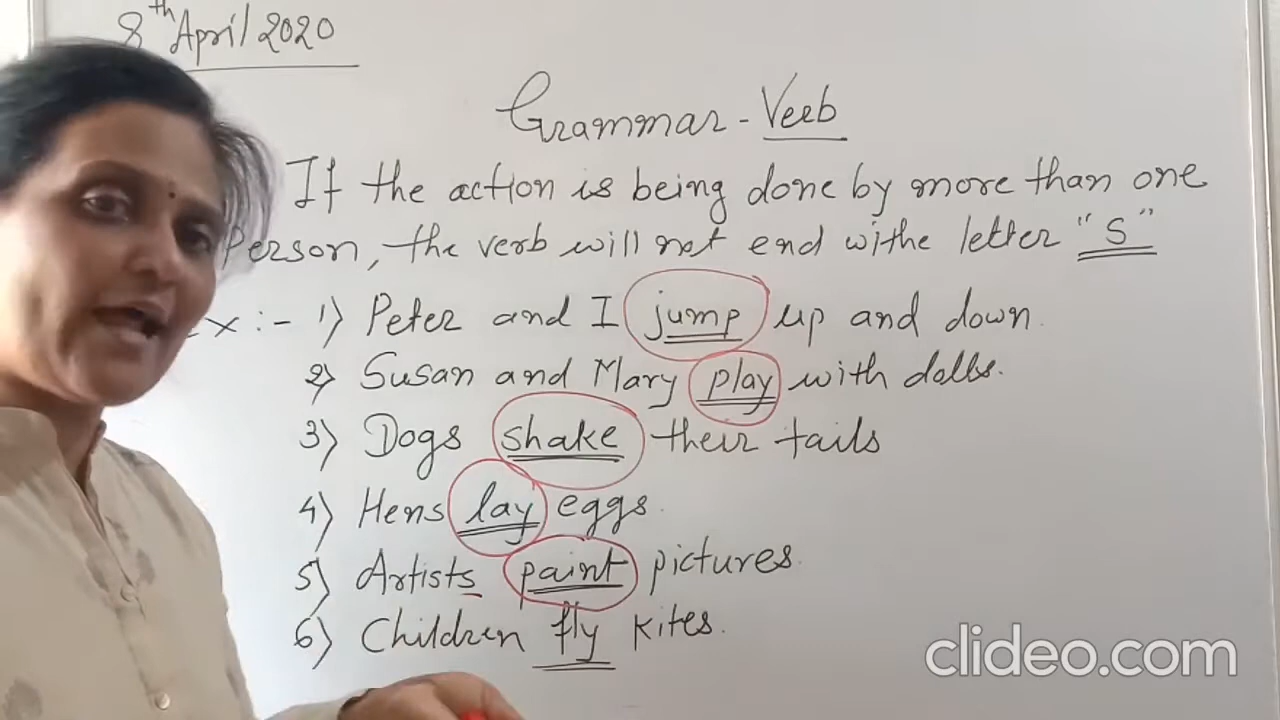 8th April 2020
Grammar - Verb
If the action is being done by more than one
Person, the verb will not end withe letter "S"
Ex :- 1) Peter and I jump up and down.
2) Susan and Mary play with dolls.
3) Dogs shake their tails
4) Hens lay eggs.
5) Artists paint pictures.
6) Children fly kites.
clideo.com